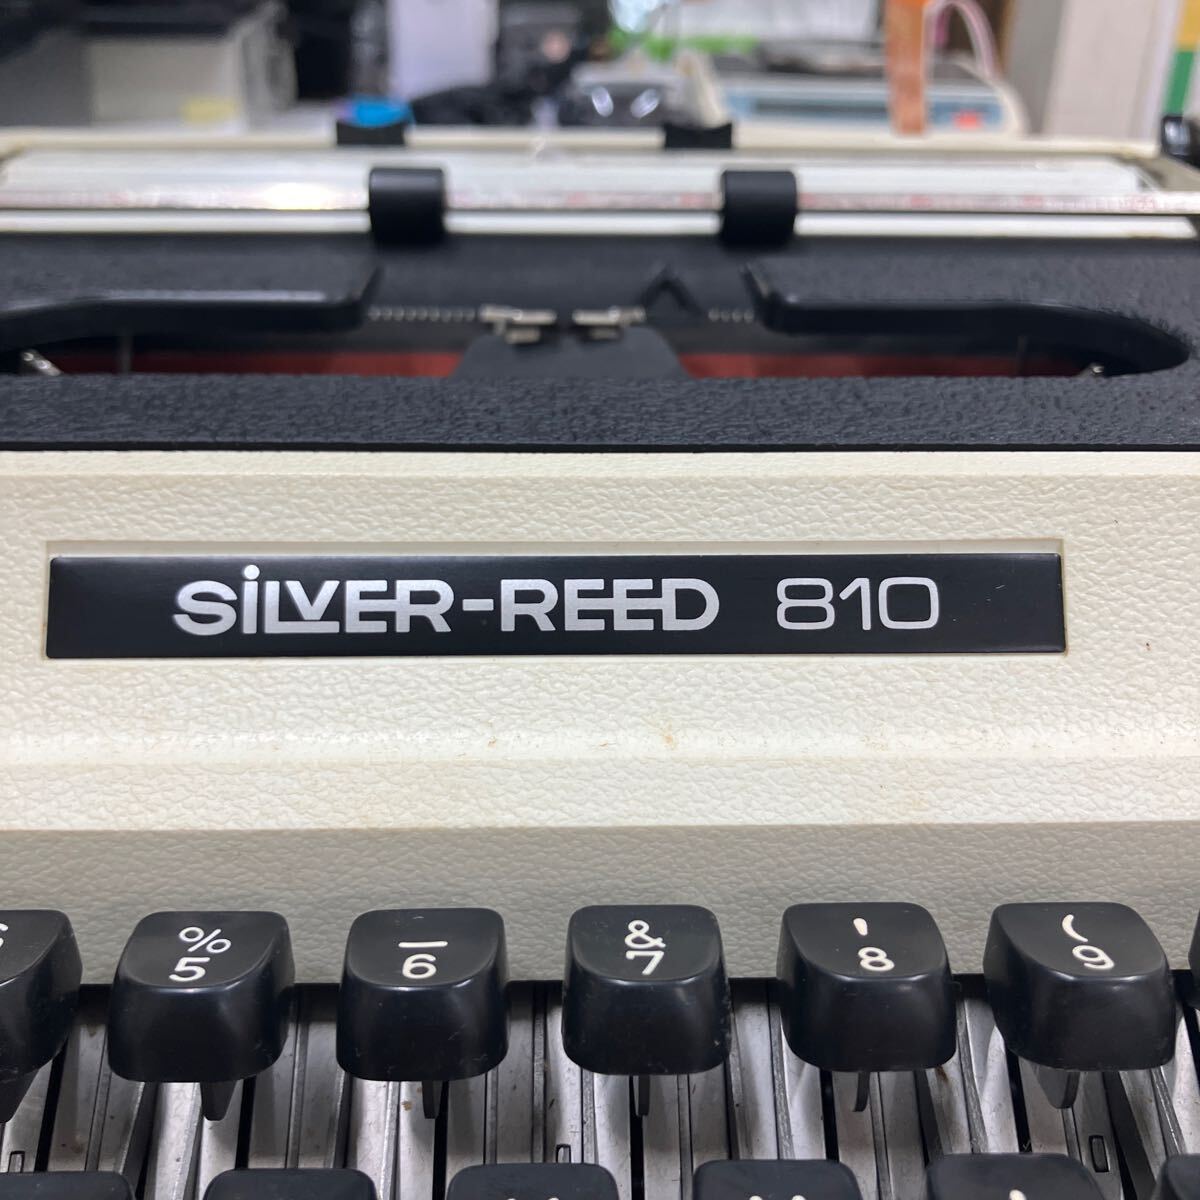 SiLVER-REED 810
% _ & ' (
5 6 7 8 9